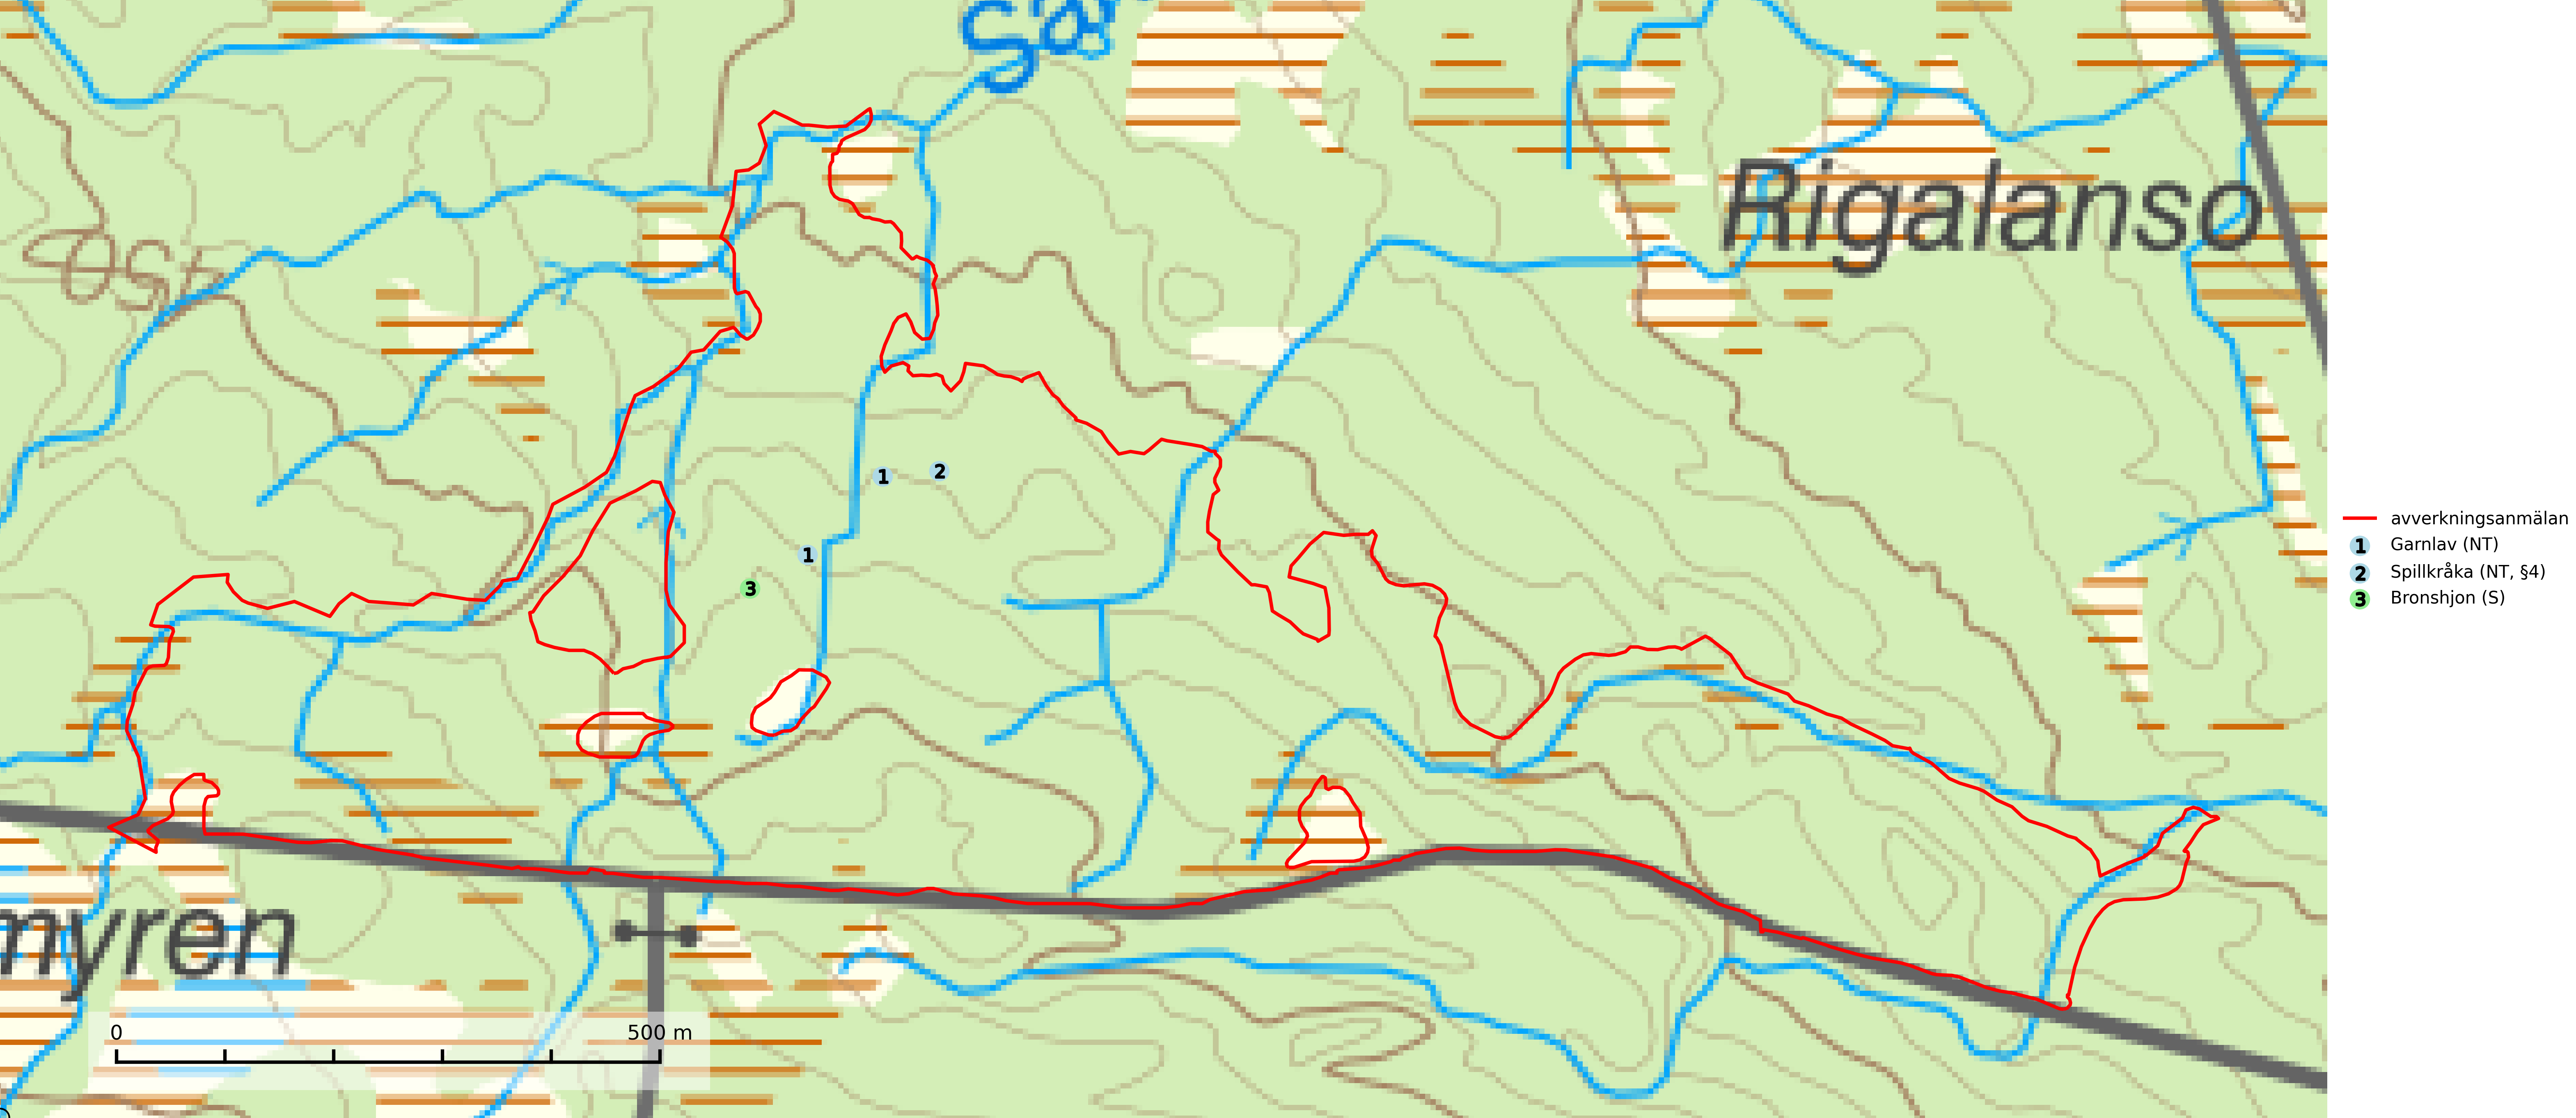 Rigalanso
myren
0 500 m
1
2
1
3
avverkningsanmälan
1 Garnlav (NT)
2 Spillkråka (NT, §4)
3 Bronshjon (S)